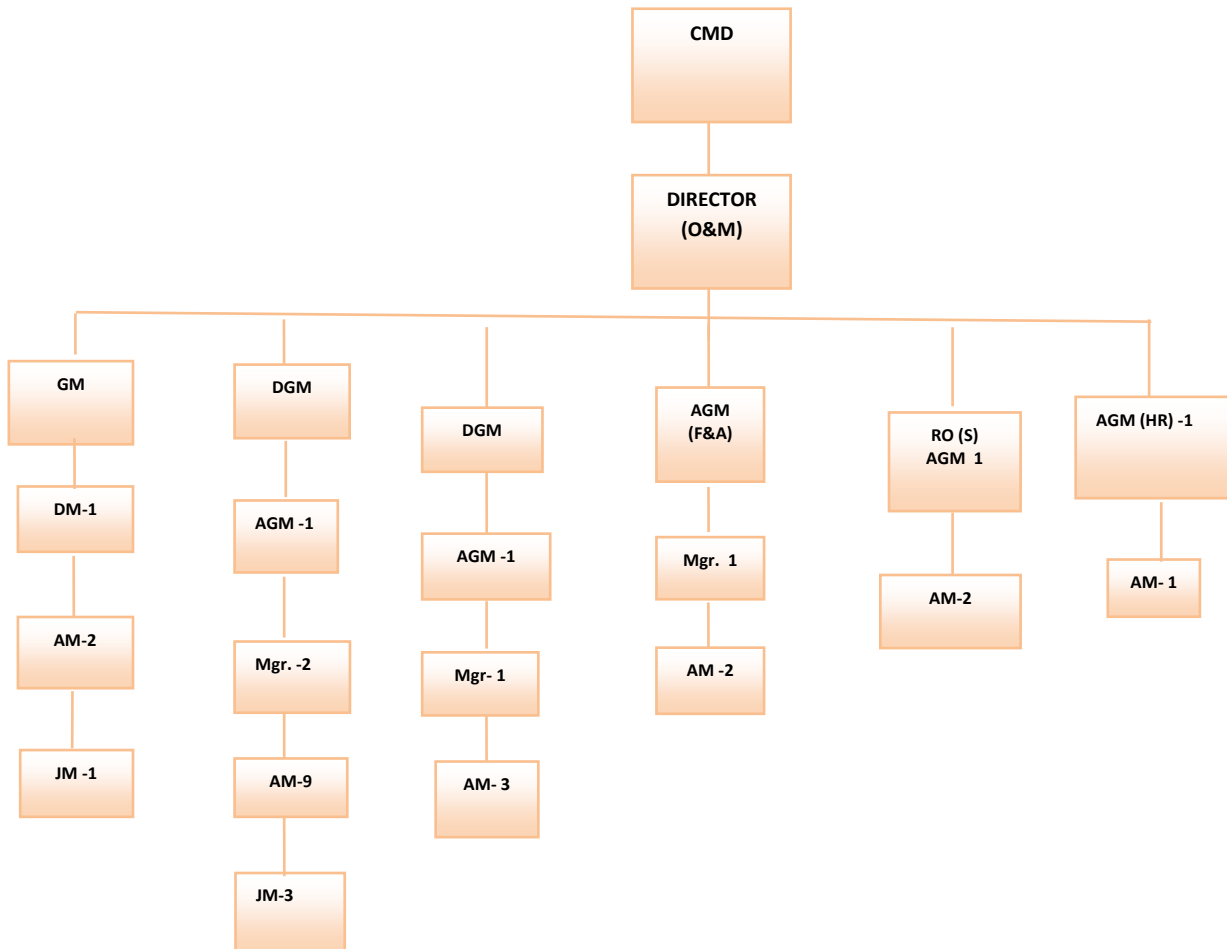 CMD
DIRECTOR
(O&M)
GM
DGM
DGM
AGM
(F&A)
RO (S)
AGM 1
AGM (HR) -1
DM-1
AGM -1
AGM -1
Mgr. 1
AM-2
AM- 1
AM-2
Mgr. -2
Mgr- 1
AM -2
JM -1
AM-9
AM- 3
JM-3